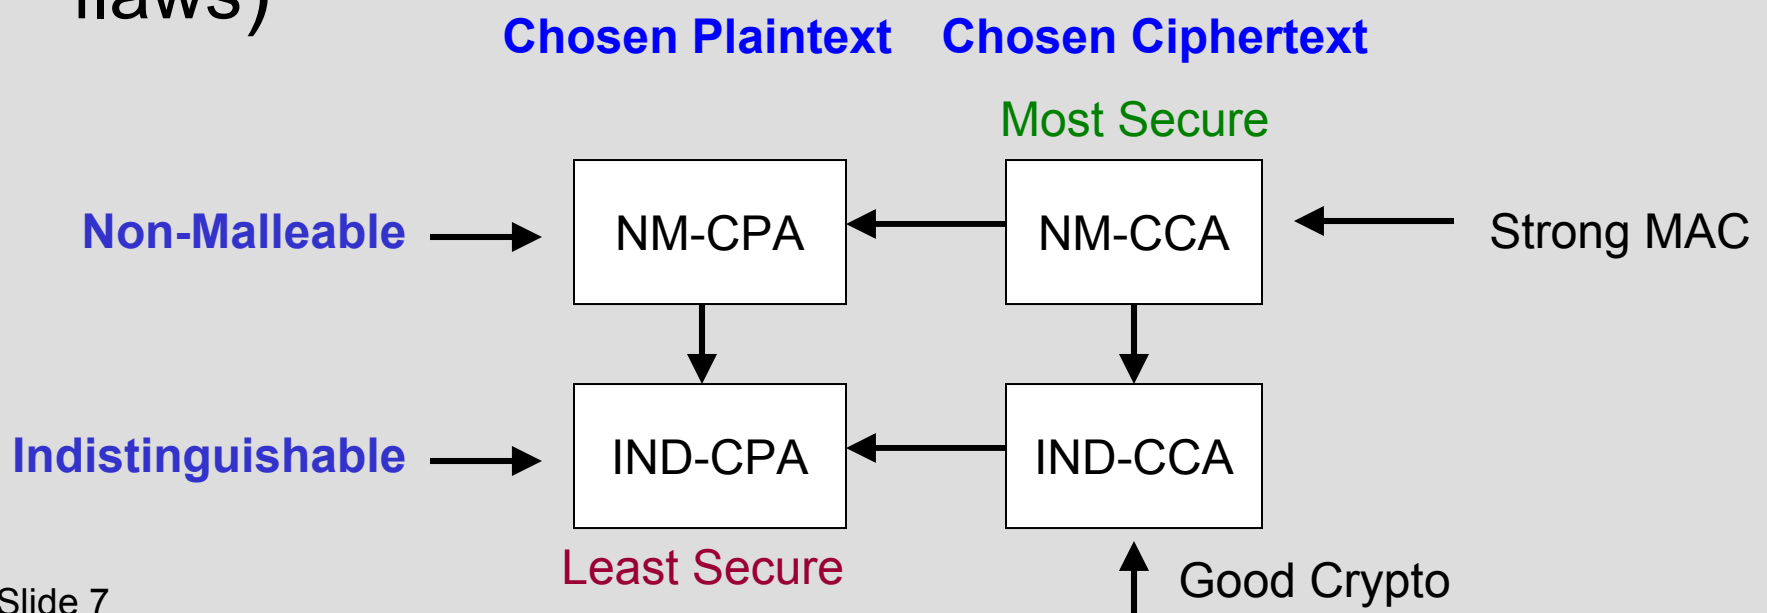 flaws)
Chosen Plaintext Chosen Ciphertext
Most Secure
Non-Malleable NM-CPA NM-CCA Strong MAC
Indistinguishable IND-CPA IND-CCA
Least Secure
Good Crypto
Slide 7